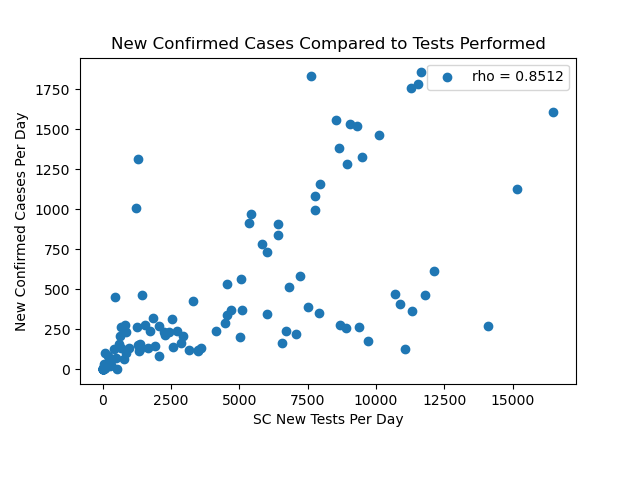 New Confirmed Cases Compared to Tests Performed
rho = 0.8512
1750
1500
1250
1000
750
500
250
0
New Confirmed Caeses Per Day
0 2500 5000 7500 10000 12500 15000
SC New Tests Per Day